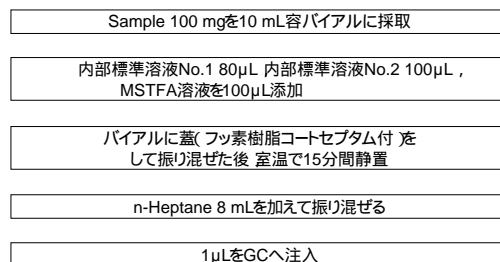 Sample 100 mgを10 mL容バイアルに採取
内部標準溶液No.1 80μL 内部標準溶液No.2 100μL ,
MSTFA溶液を100μL添加
バイアルに蓋( フッ素樹脂コートセプタム付 )を
して振り混ぜた後 室温で15分間静置
n-Heptane 8 mLを加えて振り混ぜる
1μLをGCへ注入